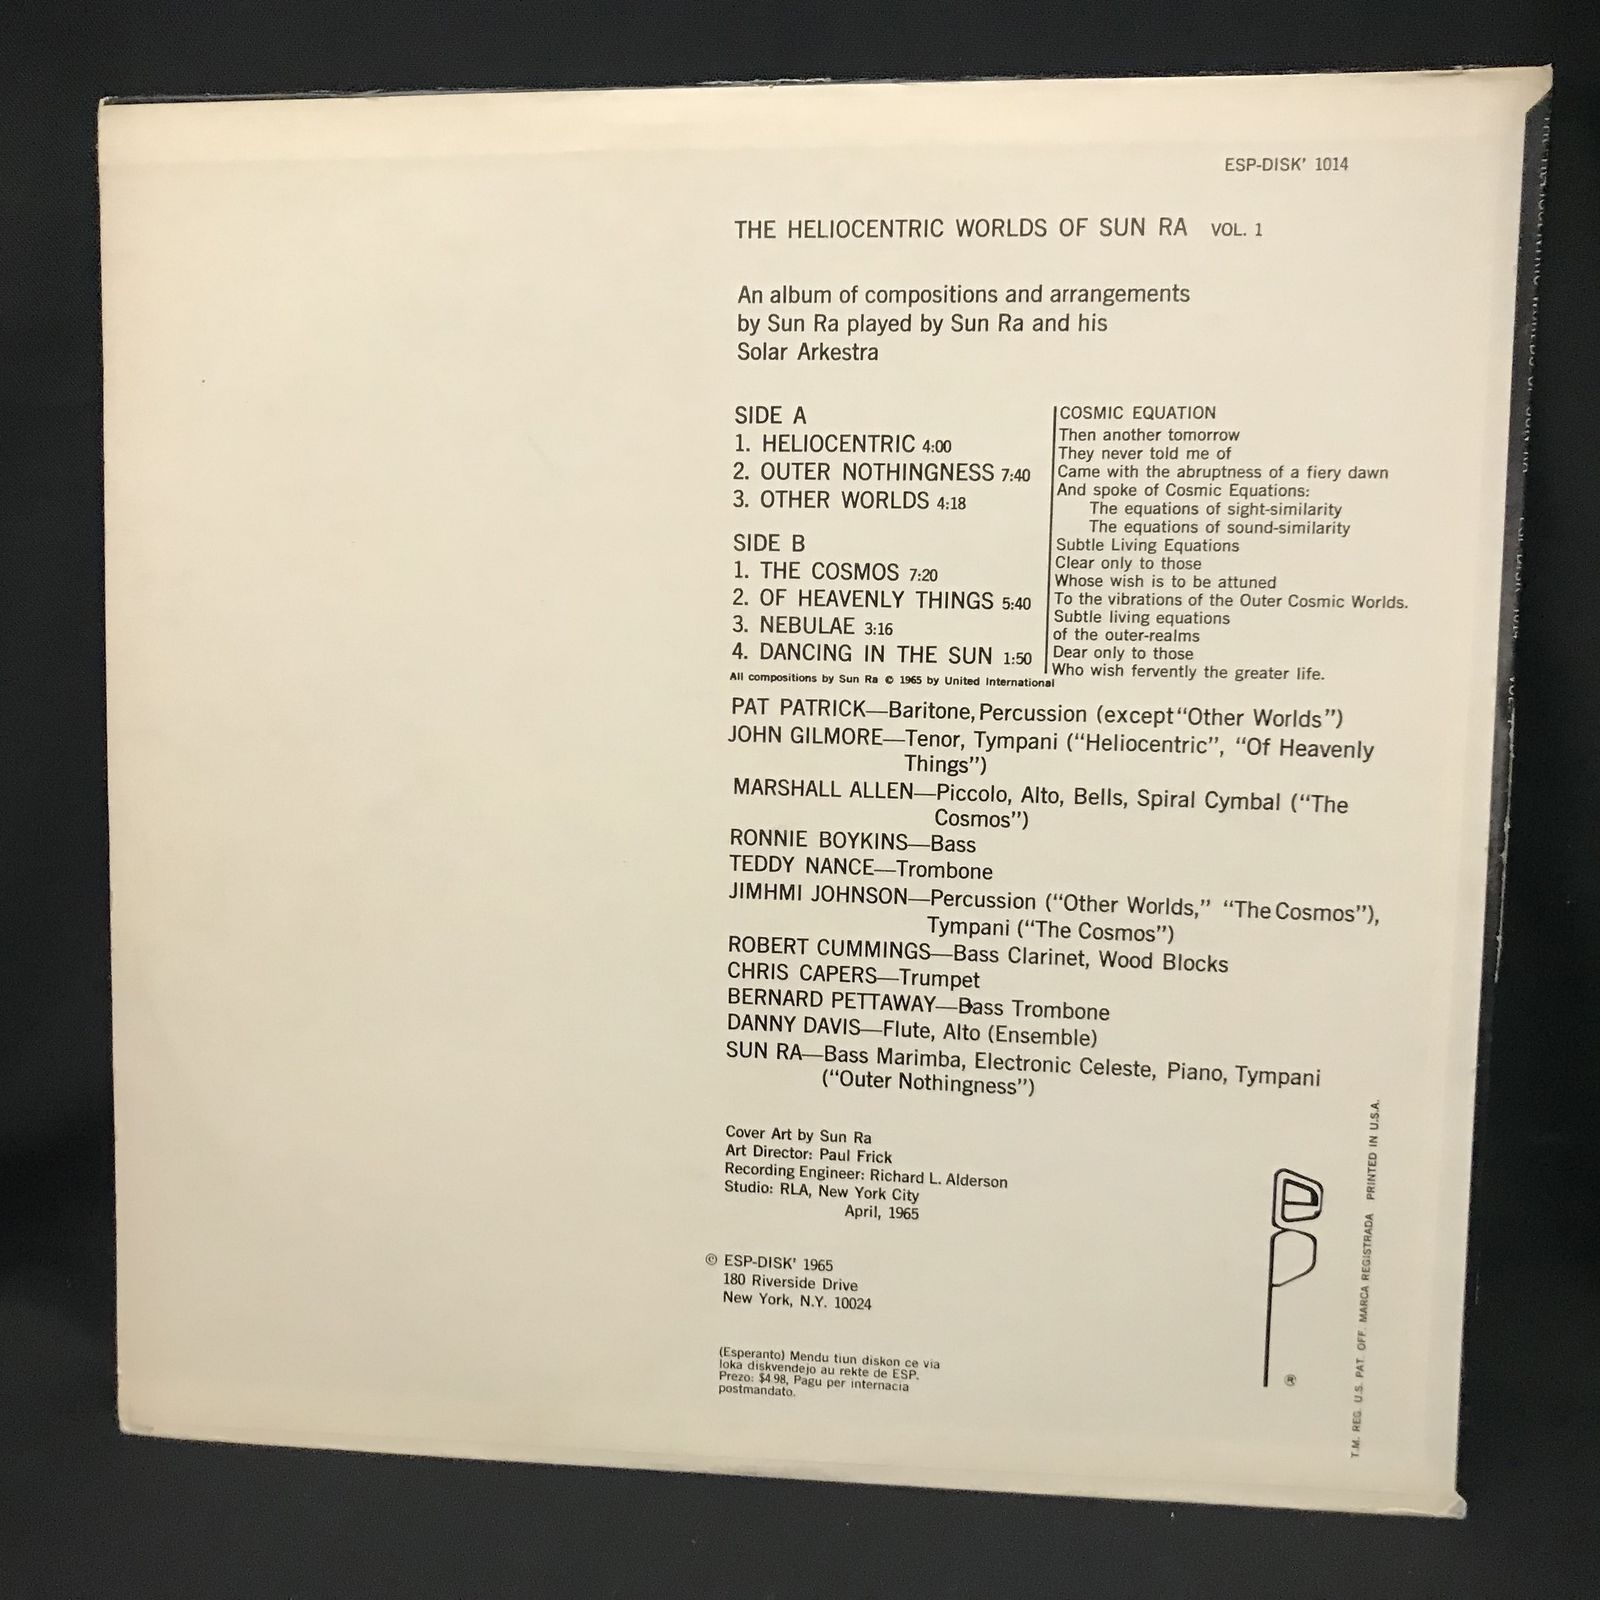 ESP-DISK' 1014
THE HELIOCENTRIC WORLDS OF SUN RA VOL. 1
An album of compositions and arrangements
by Sun Ra played by Sun Ra and his
Solar Arkestra
SIDE A
1. HELIOCENTRIC 4:00
2. OUTER NOTHINGNESS 7:40
3. OTHER WORLDS 4:18
SIDE B
1. THE COSMOS 7:20
2. OF HEAVENLY THINGS 5:40
3. NEBULAE 3:16
4. DANCING IN THE SUN 1:50
All compositions by Sun Ra © 1965 by United International
COSMIC EQUATION
Then another tomorrow
They never told me of
Came with the abruptness of a fiery dawn
And spoke of Cosmic Equations:
The equations of sight-similarity
The equations of sound-similarity
Subtle Living Equations
Clear only to those
Whose wish is to be attuned
To the vibrations of the Outer Cosmic Worlds.
Subtle living equations
of the outer-realms
Dear only to those
Who wish fervently the greater life.
PAT PATRICK—Baritone, Percussion (except "Other Worlds")
JOHN GILMORE—Tenor, Tympani ("Heliocentric", "Of Heavenly
Things")
MARSHALL ALLEN—Piccolo, Alto, Bells, Spiral Cymbal ("The
Cosmos")
RONNIE BOYKINS—Bass
TEDDY NANCE—Trombone
JIMHMI JOHNSON—Percussion ("Other Worlds," "The Cosmos"),
Tympani ("The Cosmos")
ROBERT CUMMINGS—Bass Clarinet, Wood Blocks
CHRIS CAPERS—Trumpet
BERNARD PETTAWAY—Bass Trombone
DANNY DAVIS—Flute, Alto (Ensemble)
SUN RA—Bass Marimba, Electronic Celeste, Piano, Tympani
("Outer Nothingness")
Cover Art by Sun Ra
Art Director: Paul Frick
Recording Engineer: Richard L. Alderson
Studio: RLA, New York City
April, 1965
© ESP-DISK' 1965
180 Riverside Drive
New York, N.Y. 10024
(Esperanto) Mendu tiun diskon ce via
loka diskvendejo au rekte de ESP.
Prezo: $4.98, Pagu per internacia
postmandato.
®
T.M. REG. U.S. PAT. OFF. MARCA REGISTRADA PRINTED IN U.S.A.